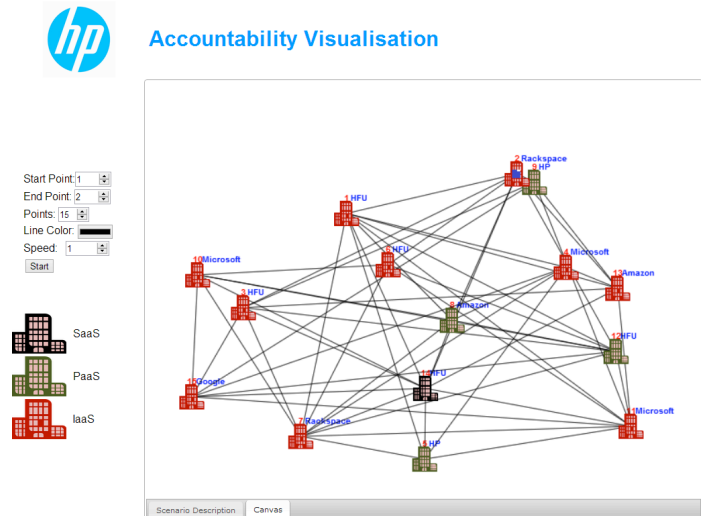 hp
Accountability Visualisation
Start Point: 1
End Point: 2
Points: 15
Line Color:
Speed: 1
Start
SaaS
PaaS
IaaS
2 Rackspace
9 HP
1 HFU
6 HFU
4 Microsoft
10 Microsoft
13 Amazon
3 HFU
8 Amazon
12 HFU
14 HFU
15 Google
11 Microsoft
7 Rackspace
5 HP
Scenario Description
Canvas